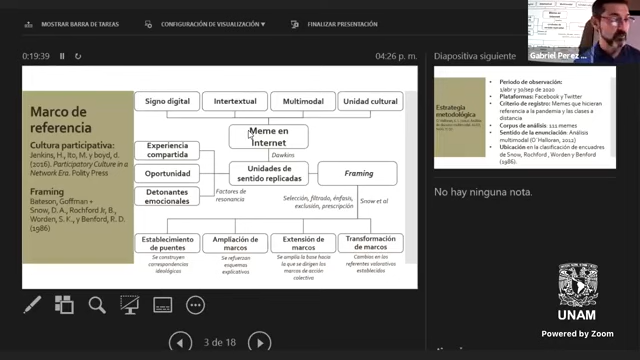 MOSTRAR BARRA DE TAREAS
CONFIGURACIÓN DE VISUALIZACIÓN
FINALIZAR PRESENTACIÓN
Gabriel Perez ...
0:19:39
04:26 p. m.
Diapositiva siguiente
Marco de
referencia
Cultura participativa:
Jenkins, H., Ito, M. y boyd, d.
(2016). Participatory Culture in a
Network Era. Polity Press
Framing
Bateson, Goffman +
Snow, D. A., Rochford Jr, B.,
Worden, S. K., y Benford, R. D.
(1986)
Signo digital
Intertextual
Multimodal
Unidad cultural
Meme en
Internet
Dawkins
Experiencia
compartida
Oportunidad
Detonantes
emocionales
Unidades de
sentido replicadas
Framing
Factores de
resonancia
Selección, filtrado, énfasis,
exclusión, prescripción
Snow et al
Establecimiento
de puentes
Se construyen
correspondencias
ideológicas
Ampliación de
marcos
Se refuerzan
esquemas
explicativos
Extensión de
marcos
Se amplía la base hacia
la que se dirigen los
marcos de acción
colectiva
Transformación de
marcos
Cambios en los
referentes valorativos
establecidos
Estrategia
metodológica
• Periodo de observación:
1/abr y 30/sep de 2020
• Plataformas: Facebook y Twitter
• Criterio de registro: Memes que hicieran
referencia a la pandemia y las clases a
distancia
• Corpus de análisis: 111 memes
• Sentido de la enunciación: Análisis
multimodal (O'Halloran, 2012)
• Ubicación en la clasificación de encuadres
de Snow, Rochford, Worden y Benford
(1986).
No hay ninguna nota.
3 de 18
UNAM
Powered by Zoom